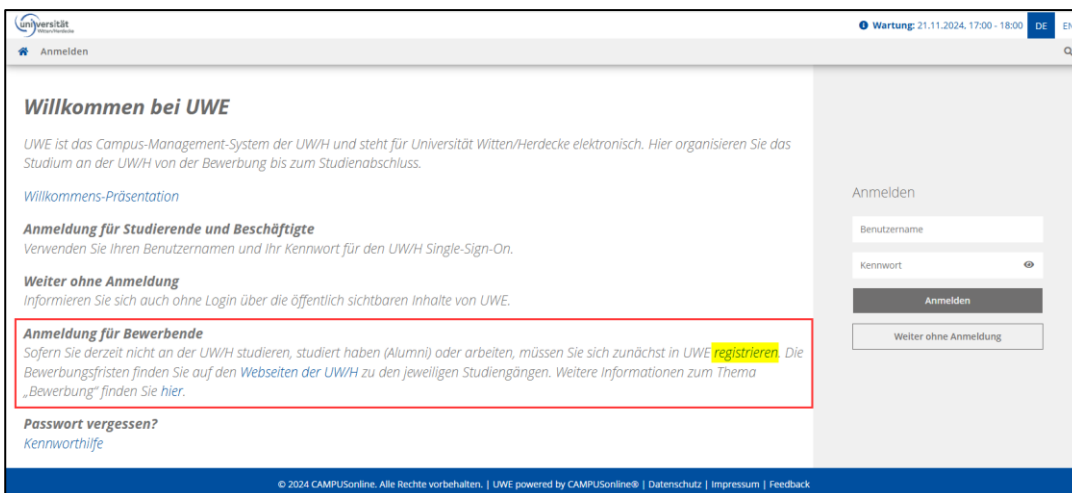 uni versität
Witten/Herdecke
Wartung: 21.11.2024, 17:00 - 18:00 DE EN
Anmelden
Willkommen bei UWE
UWE ist das Campus-Management-System der UW/H und steht für Universität Witten/Herdecke elektronisch. Hier organisieren Sie das
Studium an der UW/H von der Bewerbung bis zum Studienabschluss.
Willkommens-Präsentation
Anmeldung für Studierende und Beschäftigte
Verwenden Sie Ihren Benutzernamen und Ihr Kennwort für den UW/H Single-Sign-On.
Weiter ohne Anmeldung
Informieren Sie sich auch ohne Login über die öffentlich sichtbaren Inhalte von UWE.
Anmeldung für Bewerbende
Sofern Sie derzeit nicht an der UW/H studieren, studiert haben (Alumni) oder arbeiten, müssen Sie sich zunächst in UWE registrieren. Die
Bewerbungsfristen finden Sie auf den Webseiten der UW/H zu den jeweiligen Studiengängen. Weitere Informationen zum Thema
„Bewerbung“ finden Sie hier.
Passwort vergessen?
Kennworthilfe
Anmelden
Benutzername
Kennwort
Anmelden
Weiter ohne Anmeldung
© 2024 CAMPUSonline. Alle Rechte vorbehalten. | UWE powered by CAMPUSonline® | Datenschutz | Impressum | Feedback